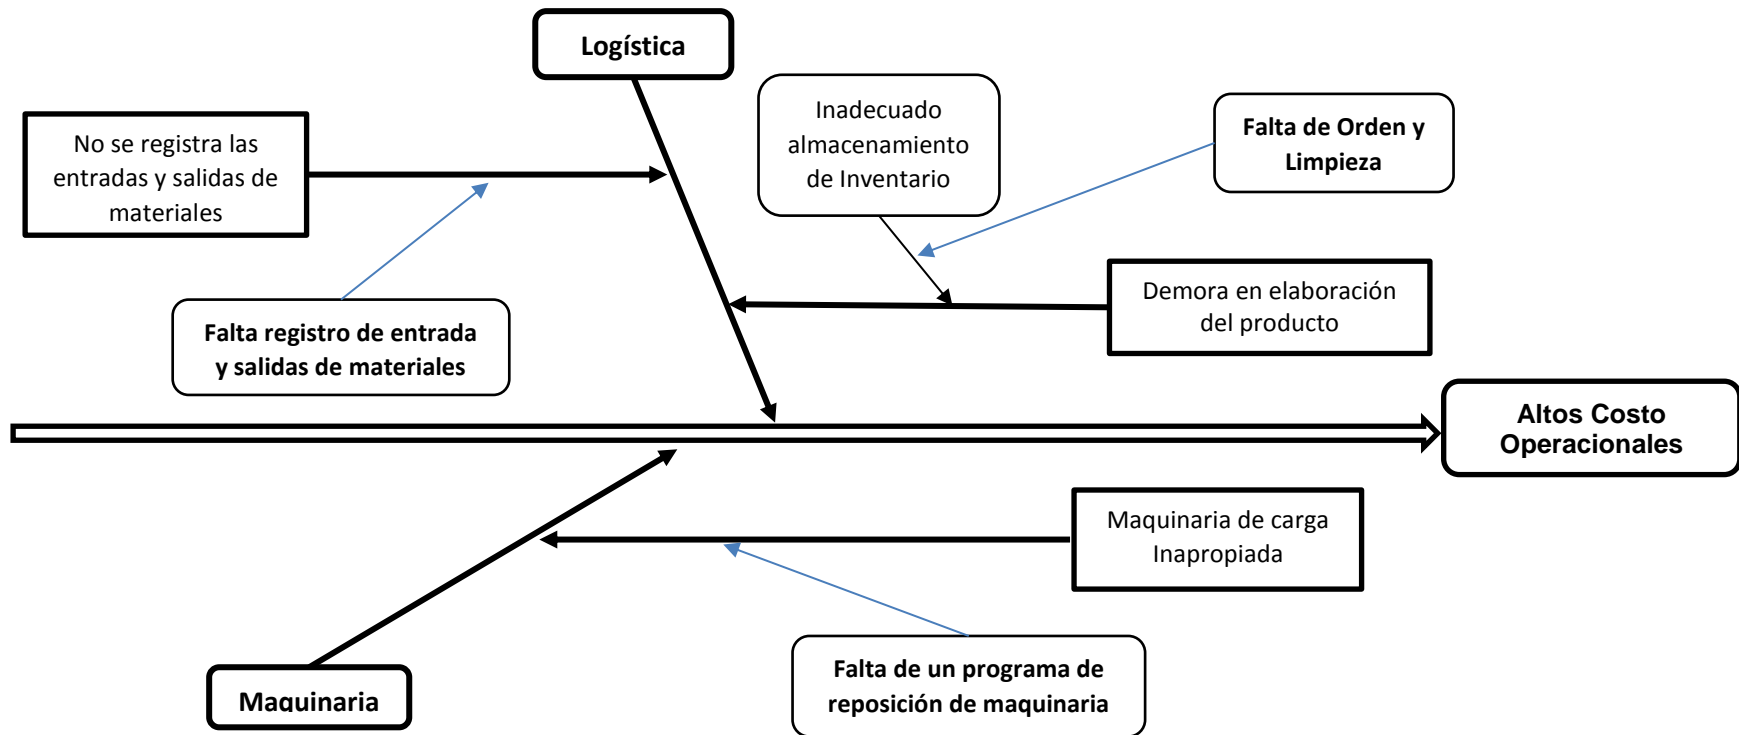 Logística
No se registra las
entradas y salidas de
materiales
Inadecuado
almacenamiento
de Inventario
Falta de Orden y
Limpieza
Falta registro de entrada
y salidas de materiales
Demora en elaboración
del producto
Altos Costo
Operacionales
Maquinaria de carga
Inapropiada
Falta de un programa de
reposición de maquinaria
Maquinaria